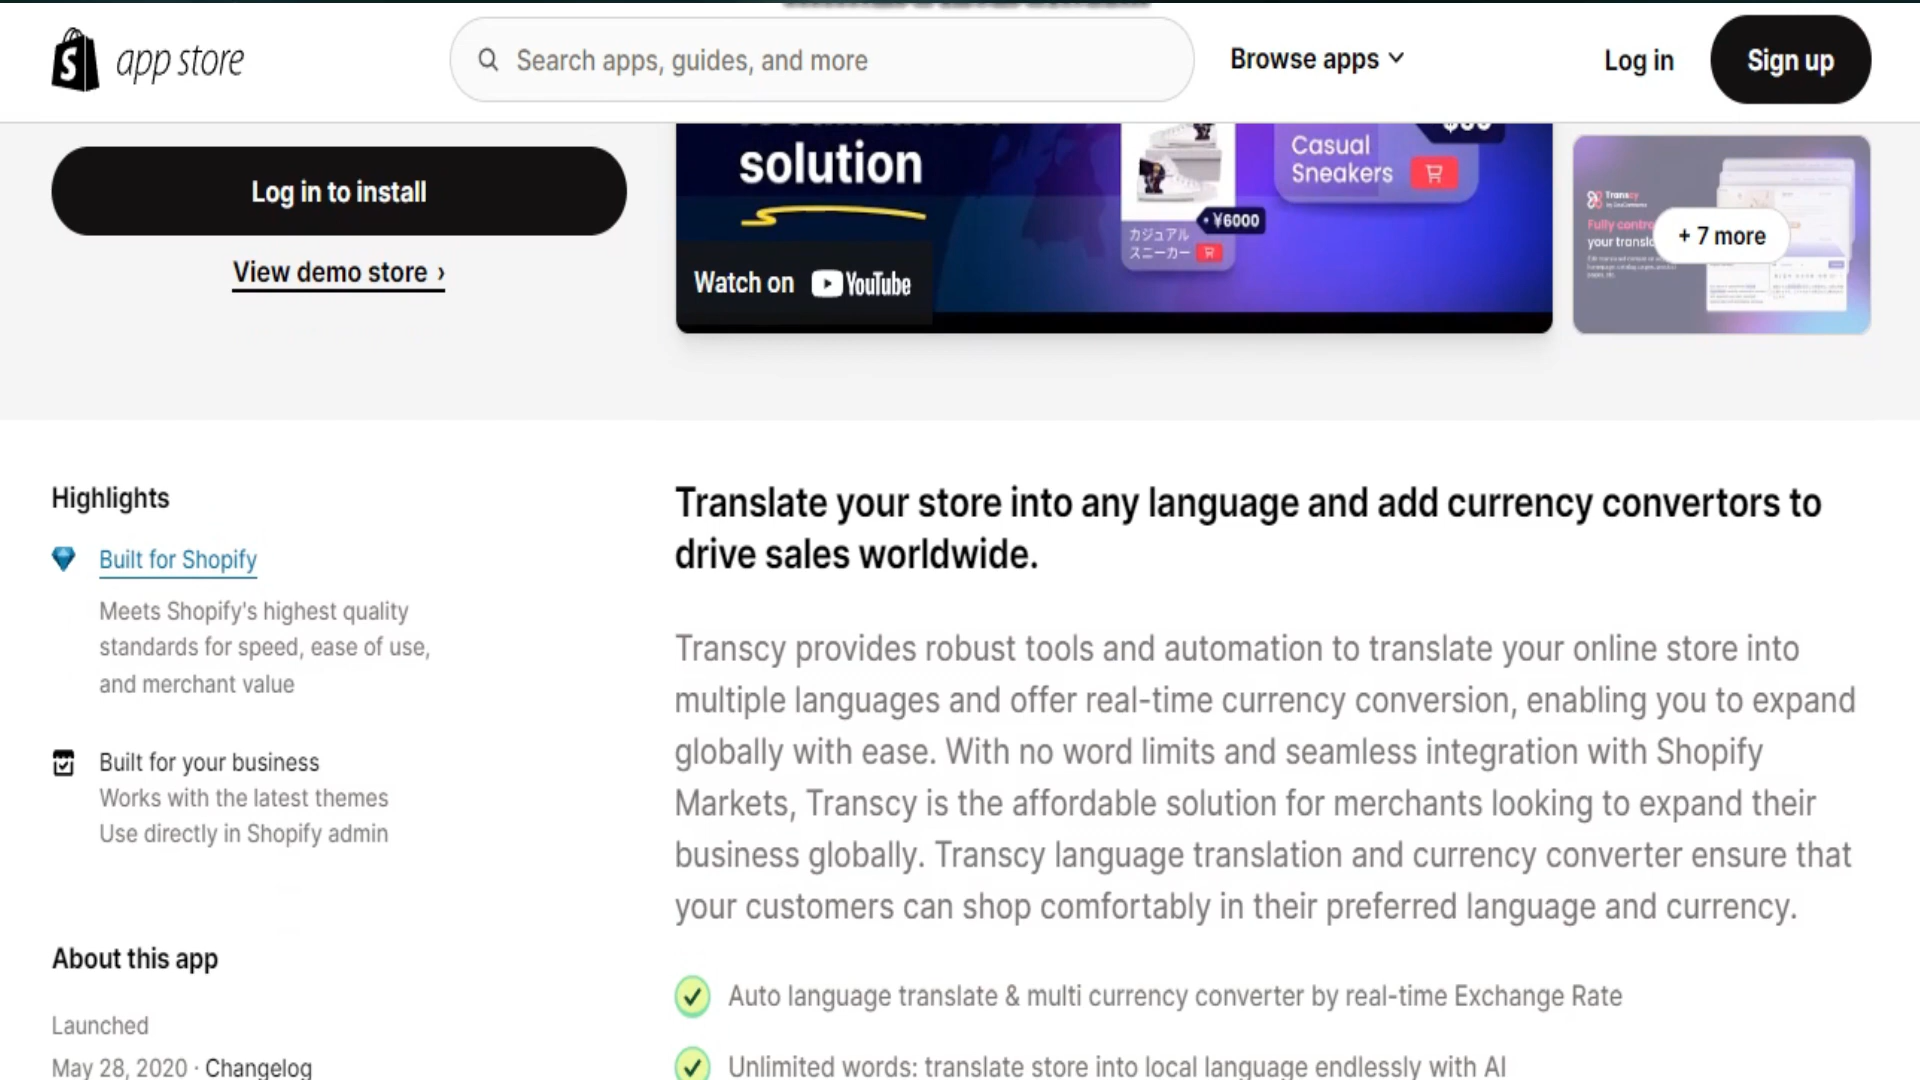 app store
Search apps, guides, and more
Browse apps
Log in
Sign up
Log in to install
View demo store ›
solution
Watch on YouTube
Casual
Sneakers
¥6000
カジュアル
スニーカー
Transcy
Fully contro
your transla
+ 7 more
Highlights
Built for Shopify
Meets Shopify's highest quality
standards for speed, ease of use,
and merchant value
Built for your business
Works with the latest themes
Use directly in Shopify admin
About this app
Launched
May 28, 2020 · Changelog
Translate your store into any language and add currency convertors to
drive sales worldwide.
Transcy provides robust tools and automation to translate your online store into
multiple languages and offer real-time currency conversion, enabling you to expand
globally with ease. With no word limits and seamless integration with Shopify
Markets, Transcy is the affordable solution for merchants looking to expand their
business globally. Transcy language translation and currency converter ensure that
your customers can shop comfortably in their preferred language and currency.
Auto language translate & multi currency converter by real-time Exchange Rate
Unlimited words: translate store into local language endlessly with AI